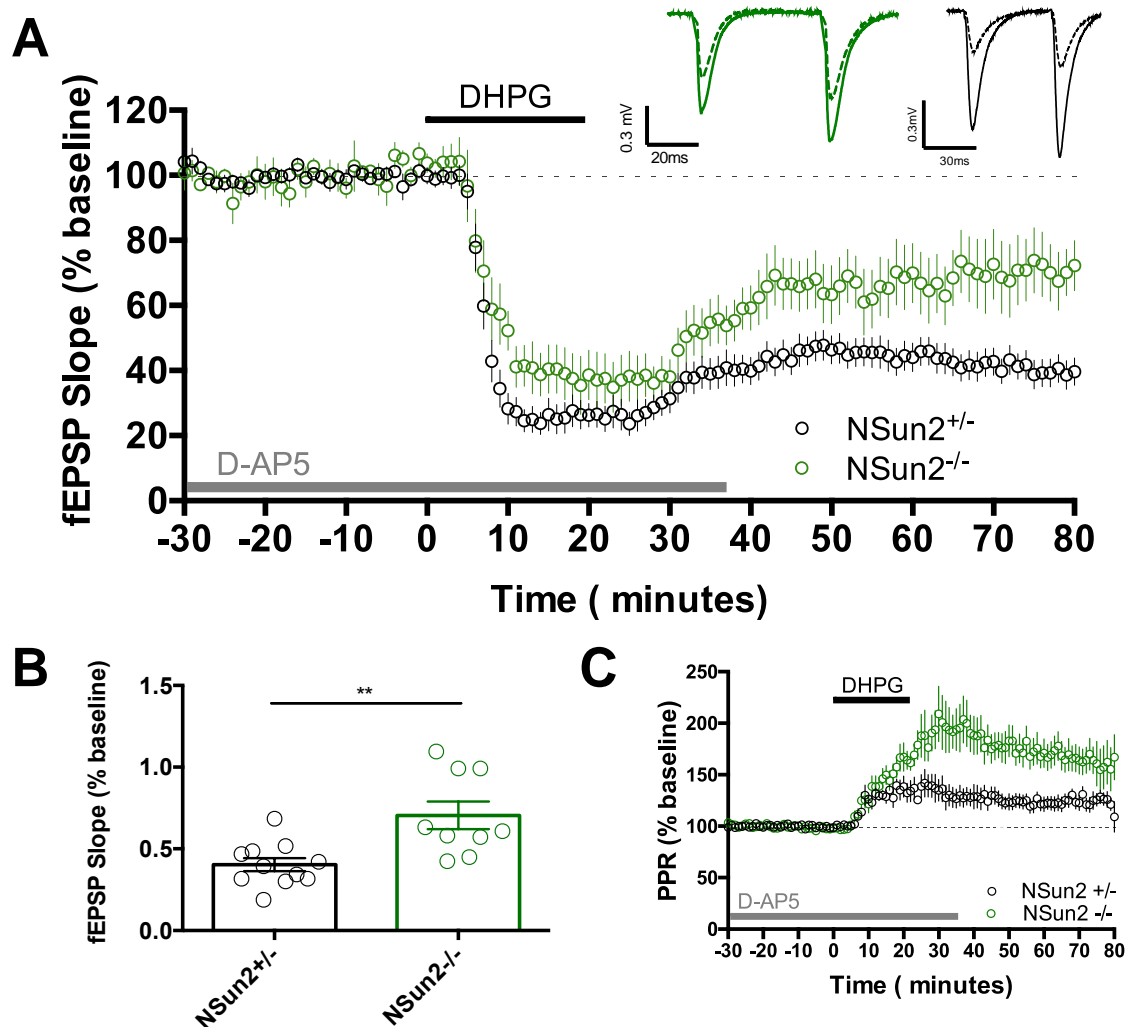 A
DHPG
0.3 mV
20ms
0.3mV
30ms
fEPSP Slope (% baseline)
120
100
80
60
40
20
0
NSun2+/-
NSun2-/-
D-AP5
-30 -20 -10 0 10 20 30 40 50 60 70 80
Time ( minutes)
B
fEPSP Slope (% baseline)
1.5
1.0
0.5
0.0
**
NSun2+/-
NSun2-/-
C
DHPG
PPR (% baseline)
250
200
150
100
50
0
NSun2 +/-
NSun2 -/-
D-AP5
-30 -20 -10 0 10 20 30 40 50 60 70 80
Time ( minutes)